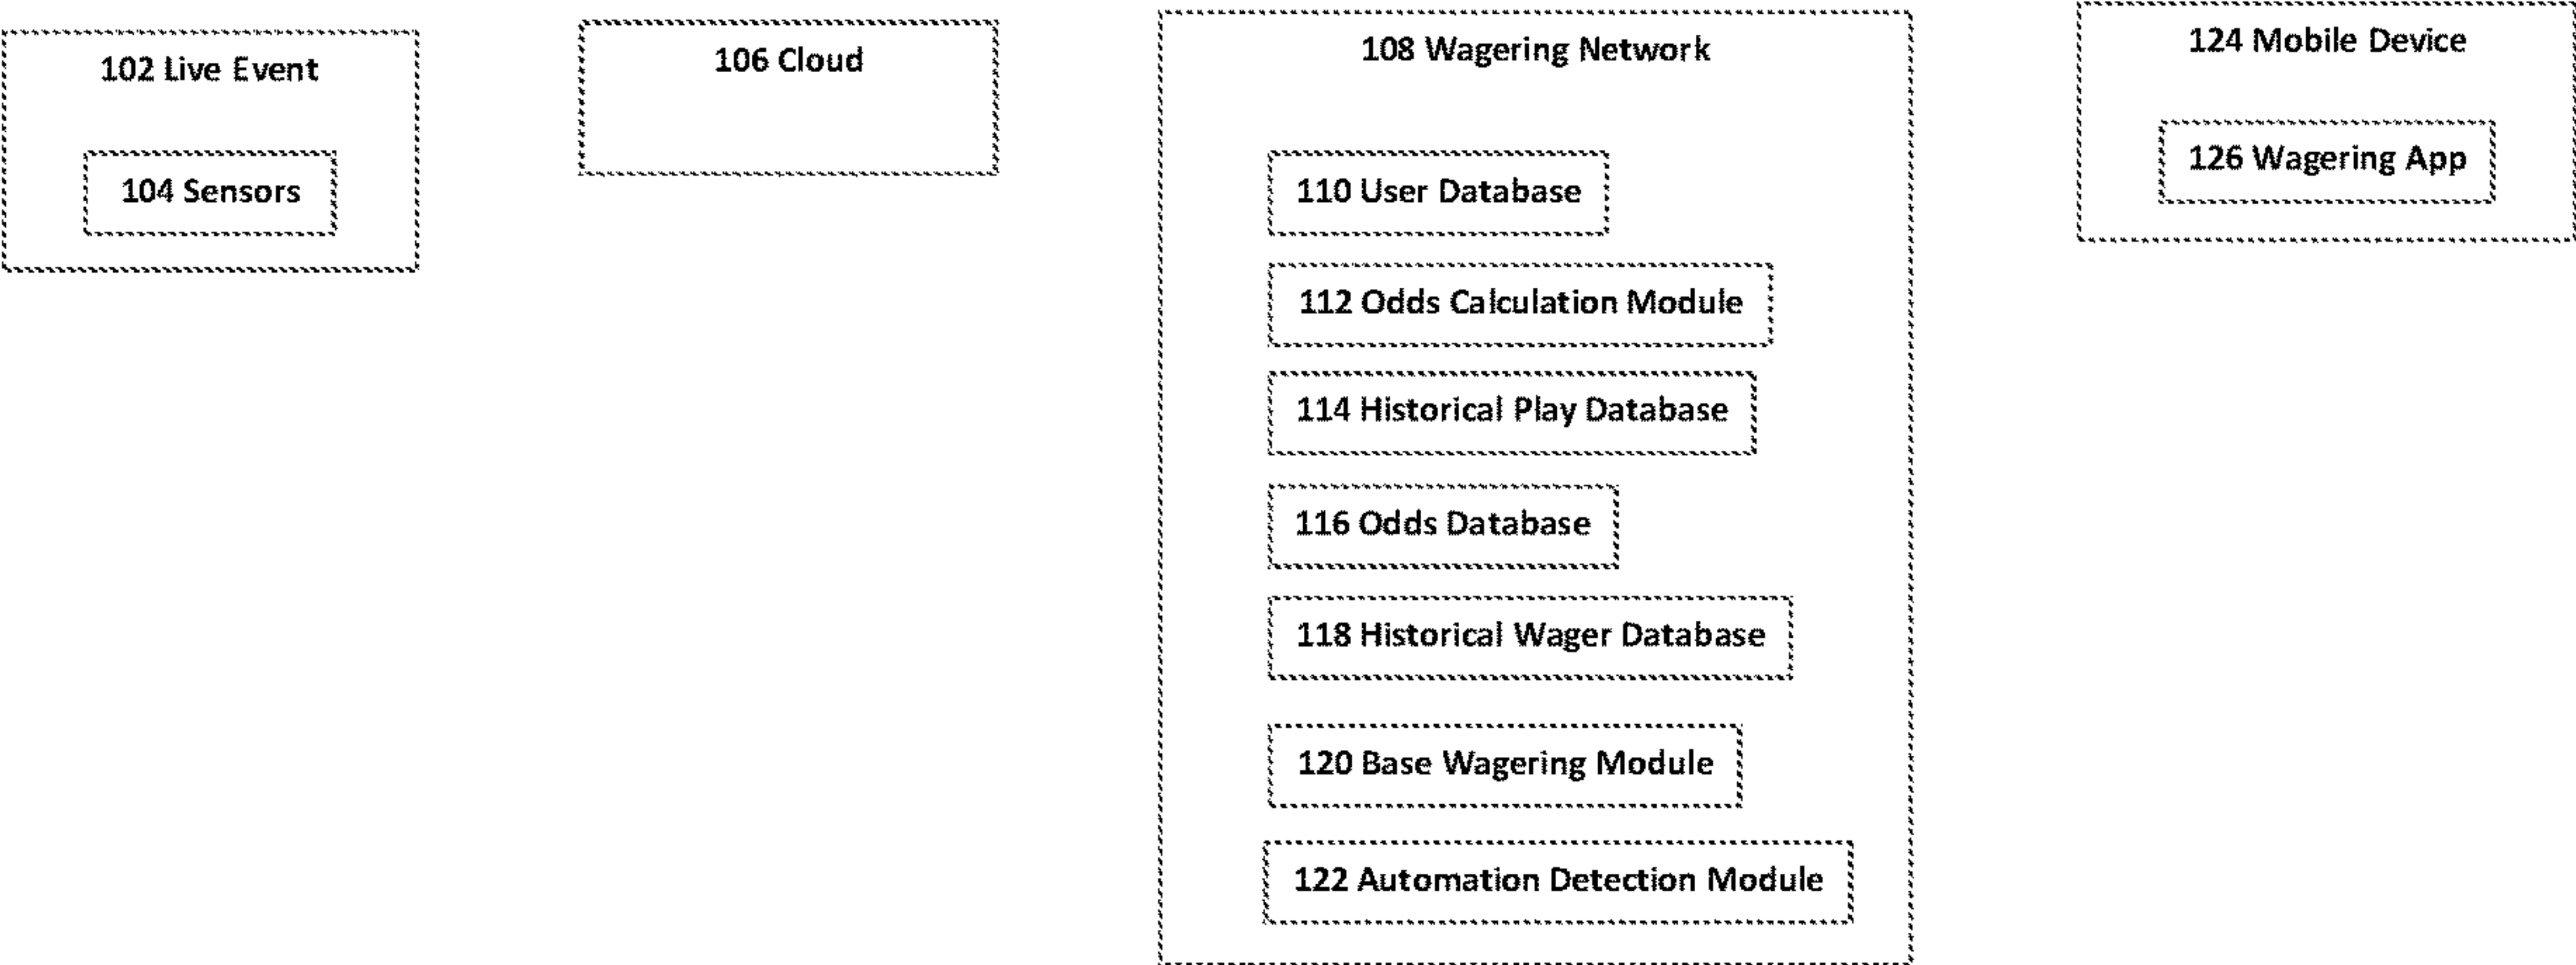 102 Live Event
104 Sensors
106 Cloud
108 Wagering Network
110 User Database
112 Odds Calculation Module
114 Historical Play Database
116 Odds Database
118 Historical Wager Database
120 Base Wagering Module
122 Automation Detection Module
124 Mobile Device
126 Wagering App